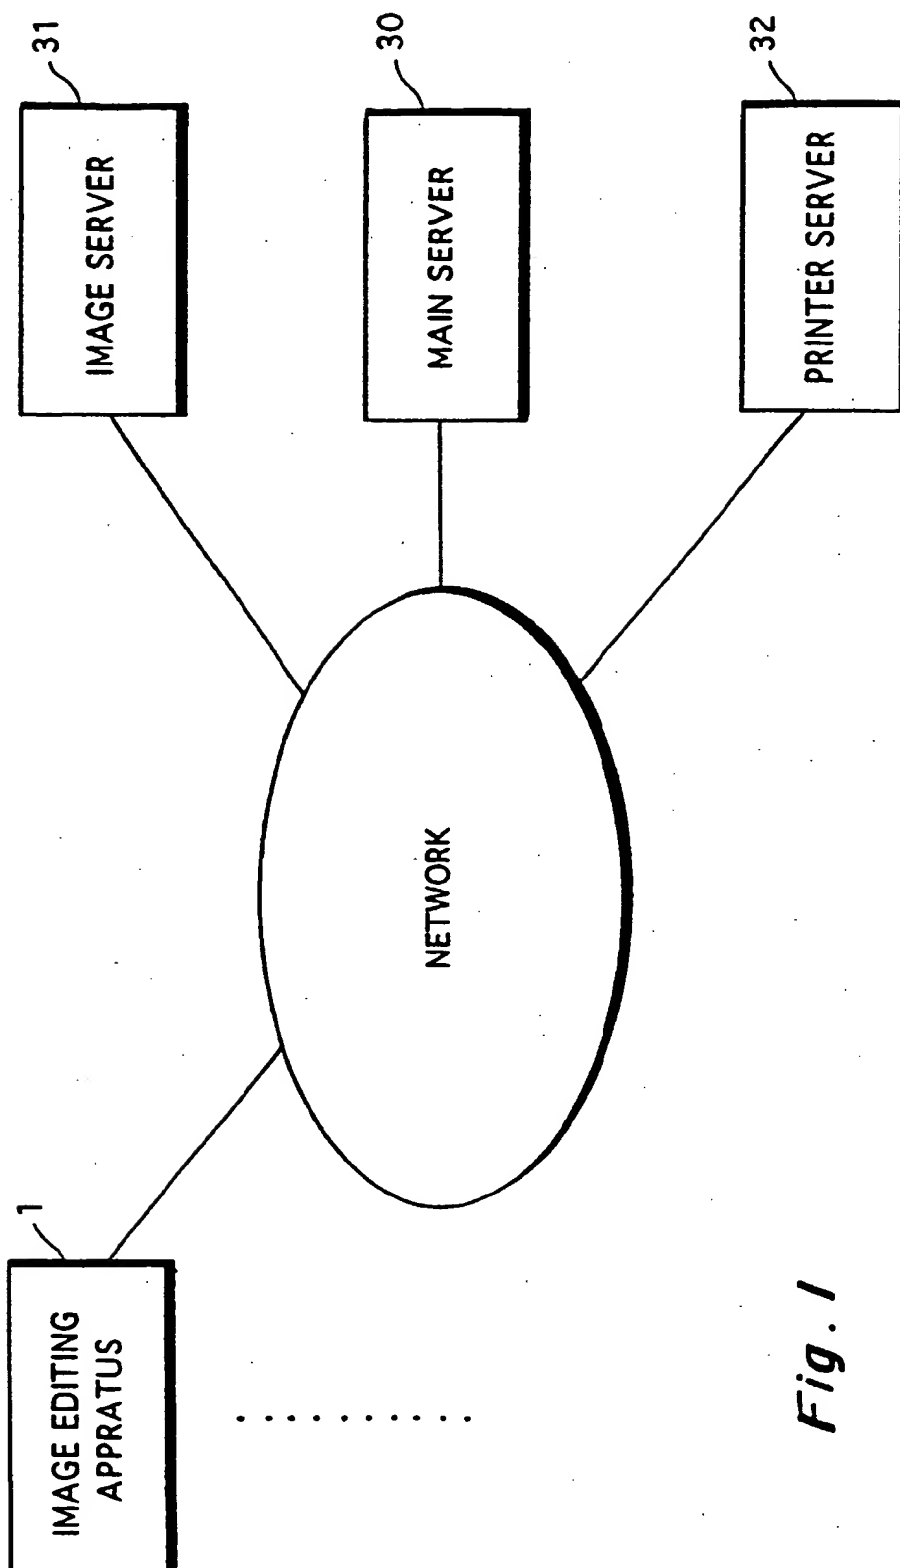 1
IMAGE EDITING
APPRATUS
NETWORK
31
IMAGE SERVER
30
MAIN SERVER
32
PRINTER SERVER
Fig. 1